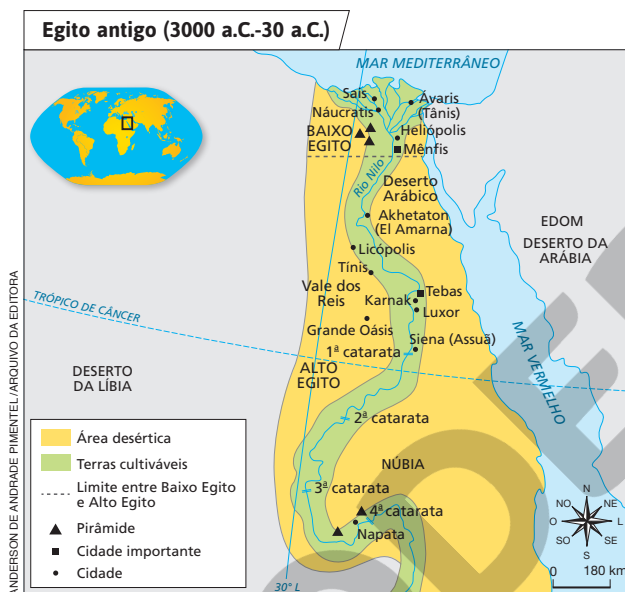 Egito antigo (3000 a.C.-30 a.C.)
MAR MEDITERRÂNEO
Sais
Ávaris
(Tânis)
Náucratis
BAIXO
EGITO
Heliópolis
Mênfis
Rio Nilo
Deserto
Arábico
Akhetaton
(El Amarna)
EDOM
DESERTO DA
ARÁBIA
Licópolis
Tínis
Vale dos
Reis
Tebas
Karnak
Luxor
TRÓPICO DE CÂNCER
Grande Oásis
Siena (Assuã)
1ª catarata
MAR VERMELHO
DESERTO
DA LÍBIA
ALTO
EGITO
2ª catarata
NÚBIA
3ª catarata
4ª catarata
Napata
30° L
Área desértica
Terras cultiváveis
Limite entre Baixo Egito
e Alto Egito
Pirâmide
Cidade importante
Cidade
N
NO
NE
O
L
SO
SE
S
0 180 km
ANDERSON DE ANDRADE PIMENTEL/ARQUIVO DA EDITORA